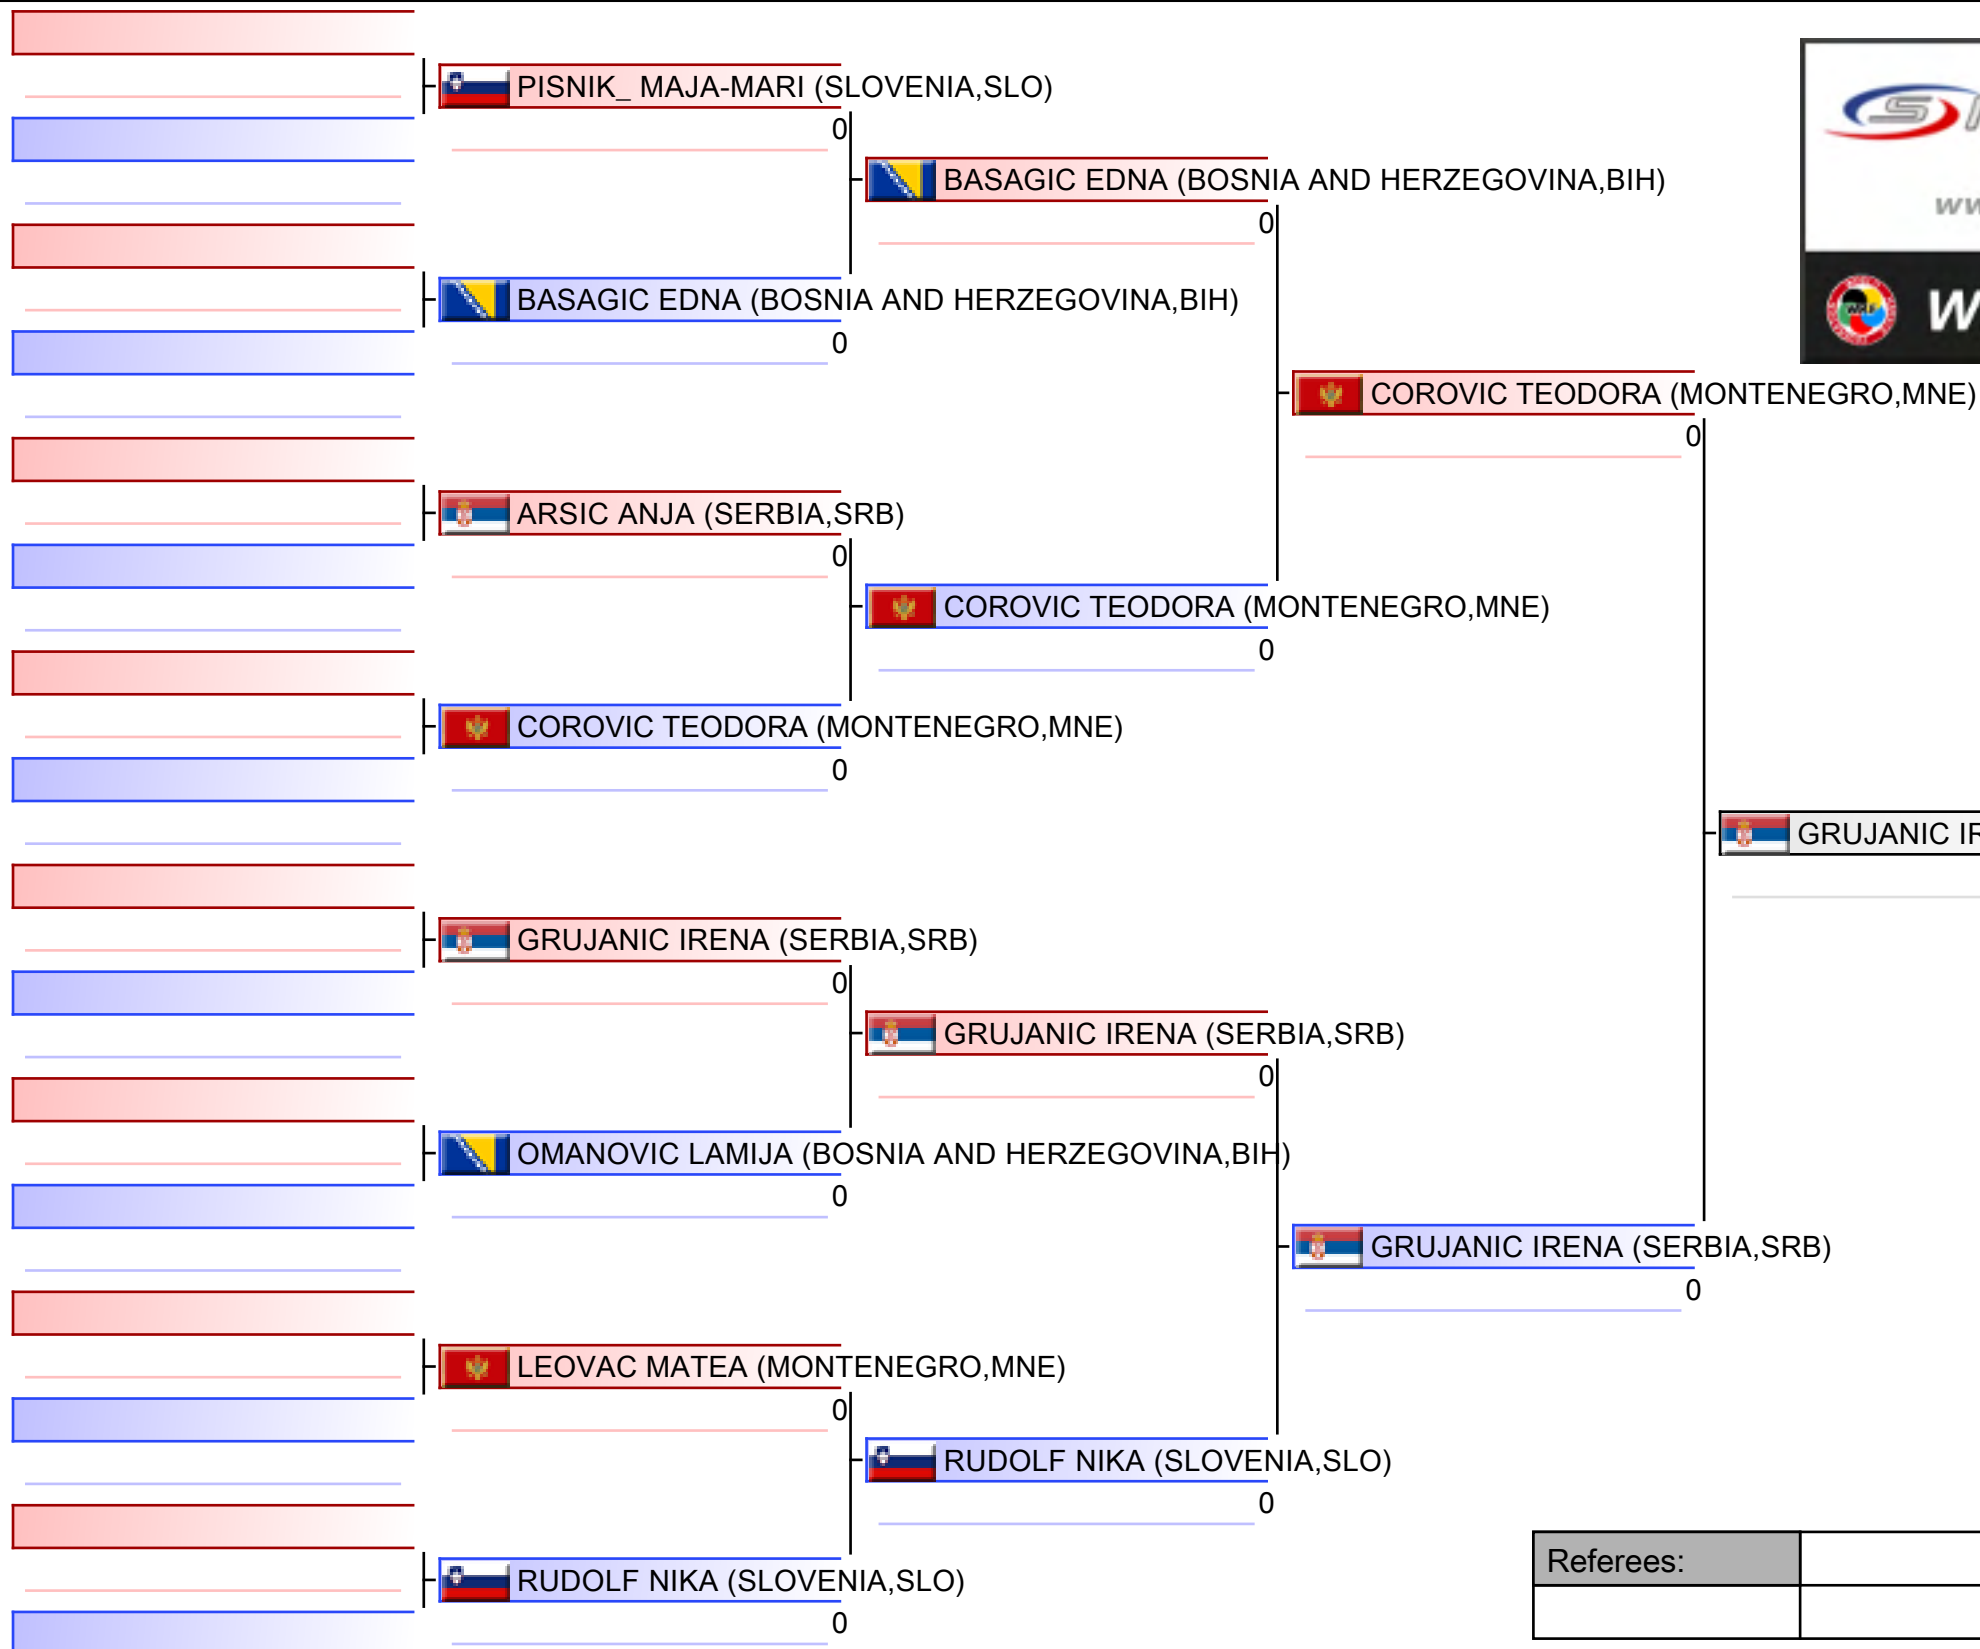 PISNIK_ MAJA-MARI (SLOVENIA,SLO)
0
BASAGIC EDNA (BOSNIA AND HERZEGOVINA,BIH)
0
BASAGIC EDNA (BOSNIA AND HERZEGOVINA,BIH)
0
COROVIC TEODORA (MONTENEGRO,MNE)
0
ARSIC ANJA (SERBIA,SRB)
0
COROVIC TEODORA (MONTENEGRO,MNE)
0
COROVIC TEODORA (MONTENEGRO,MNE)
0
GRUJANIC
GRUJANIC IRENA (SERBIA,SRB)
0
GRUJANIC IRENA (SERBIA,SRB)
0
OMANOVIC LAMIJA (BOSNIA AND HERZEGOVINA,BIH)
0
GRUJANIC IRENA (SERBIA,SRB)
0
LEOVAC MATEA (MONTENEGRO,MNE)
0
RUDOLF NIKA (SLOVENIA,SLO)
0
RUDOLF NIKA (SLOVENIA,SLO)
0
Referees: